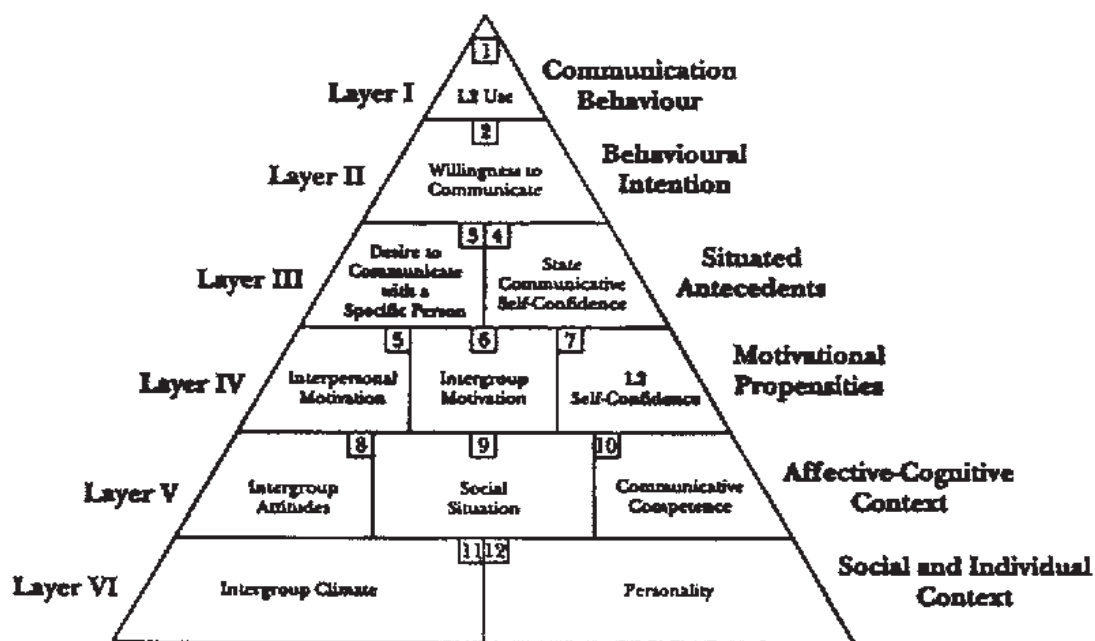 1
Layer I
L2 Use
Communication
Behaviour
2
Layer II
Willingness to
Communicate
Behavioural
Intention
3 4
Layer III
Desire to
Communicate
with a
Specific Person
State
Communicative
Self-Confidence
Situated
Antecedents
5 6 7
Layer IV
Interpersonal
Motivation
Intergroup
Motivation
L2
Self-Confidence
Motivational
Propensities
8 9 10
Layer V
Intergroup
Attitudes
Social
Situation
Communicative
Competence
Affective-Cognitive
Context
11 12
Layer VI
Intergroup Climate
Personality
Social and Individual
Context